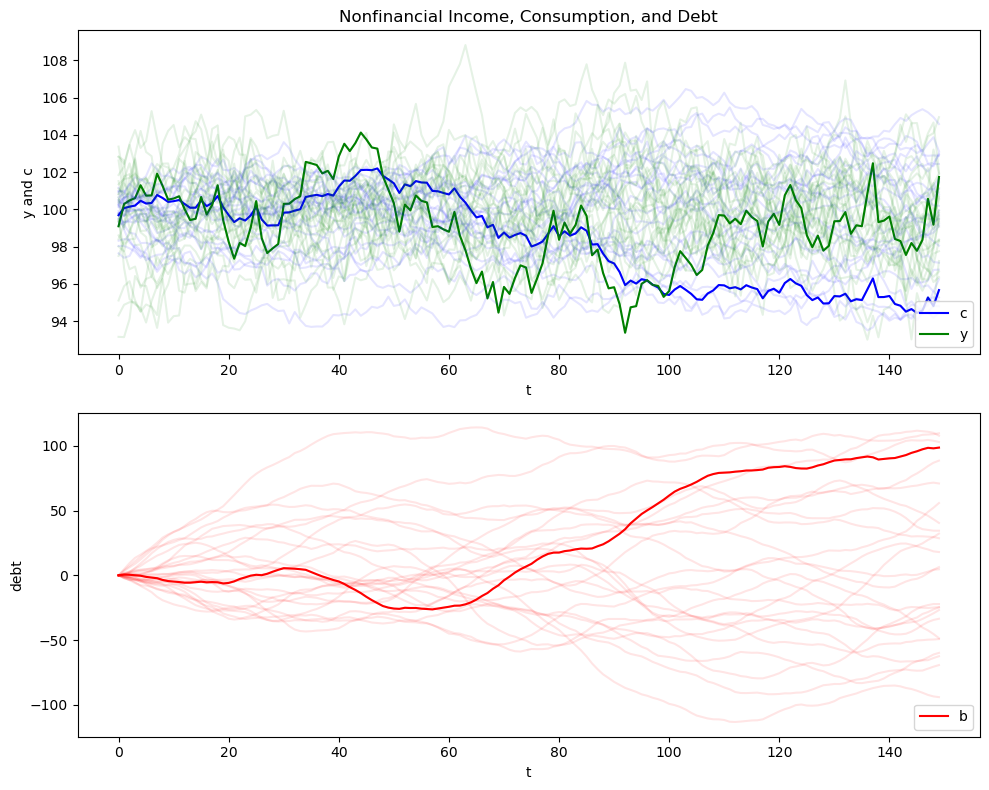 Nonfinancial Income, Consumption, and Debt
y and c
108
106
104
102
100
98
96
94
0 20 40 60 80 100 120 140
t
c
y
debt
100
50
0
−50
−100
0 20 40 60 80 100 120 140
t
b